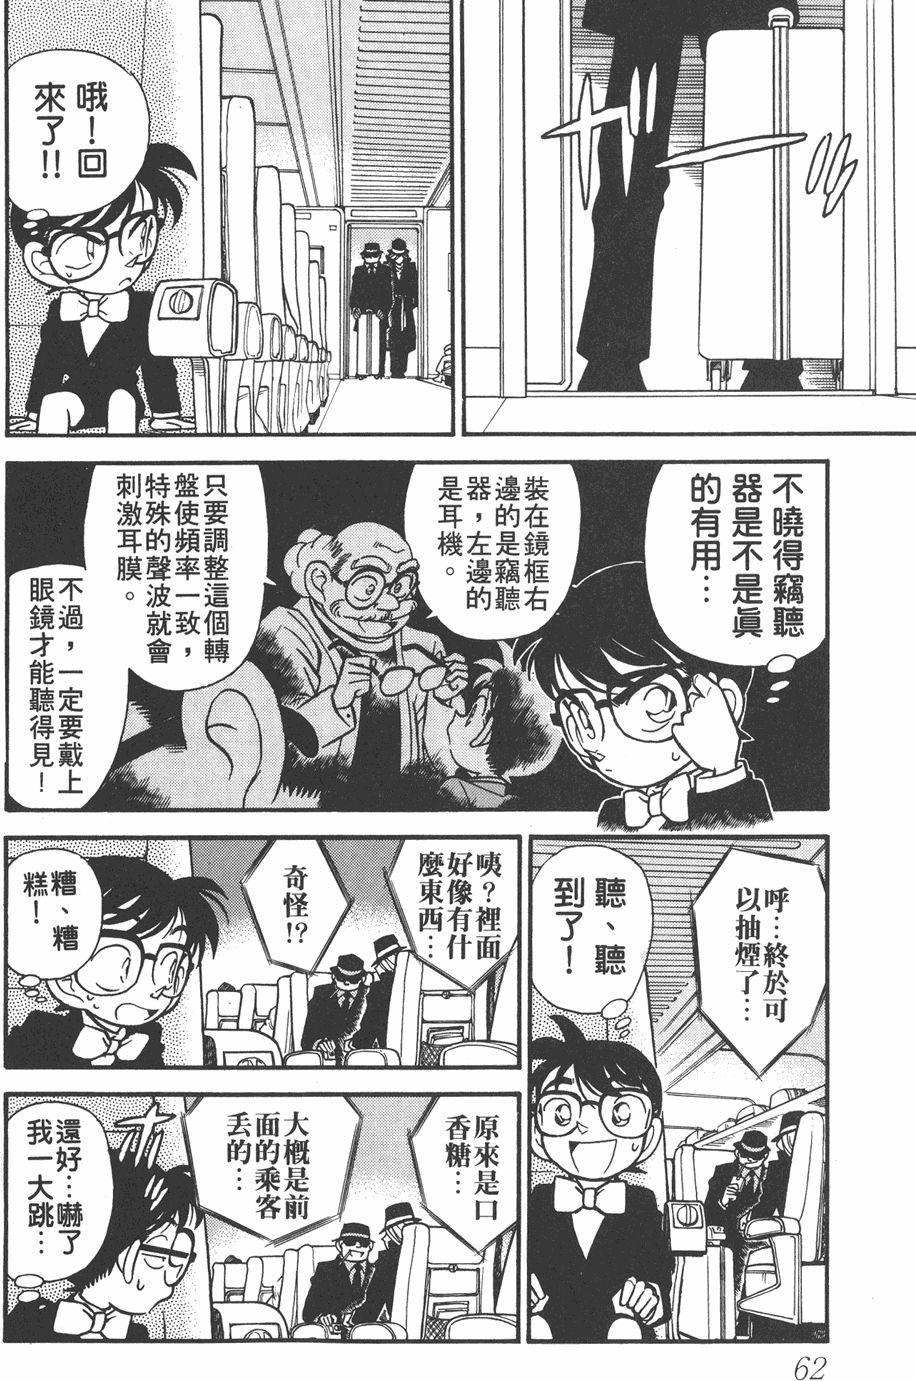 哦！回
來了!!
不曉得竊聽
器是不是真
的有用…
裝在鏡框右
邊的是竊聽
器，左邊的
是耳機。
只要調整這個轉
盤使頻率一致，
特殊的聲波就會
刺激耳膜。
不過，一定要戴上
眼鏡才能聽得見！
呼…終於可
以抽煙了…
聽、聽
到了！
咦？裡面
好像有什
麼東西…
奇怪!?
糟、糟
糕！
原來是口
香糖…
大概是前
面的乘客
丟的…
還好…嚇了
我一大跳…
62